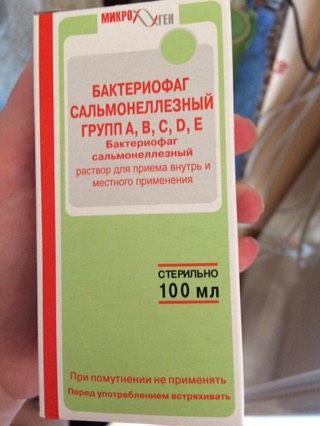 МИКРОГЕН
БАКТЕРИОФАГ
САЛЬМОНЕЛЛЕЗНЫЙ
ГРУПП А, В, С, D, Е
Бактериофаг
сальмонеллезный
раствор для приема внутрь и
местного применения
СТЕРИЛЬНО
100 мл
При помутнении не применять
Перед употреблением встряхивать